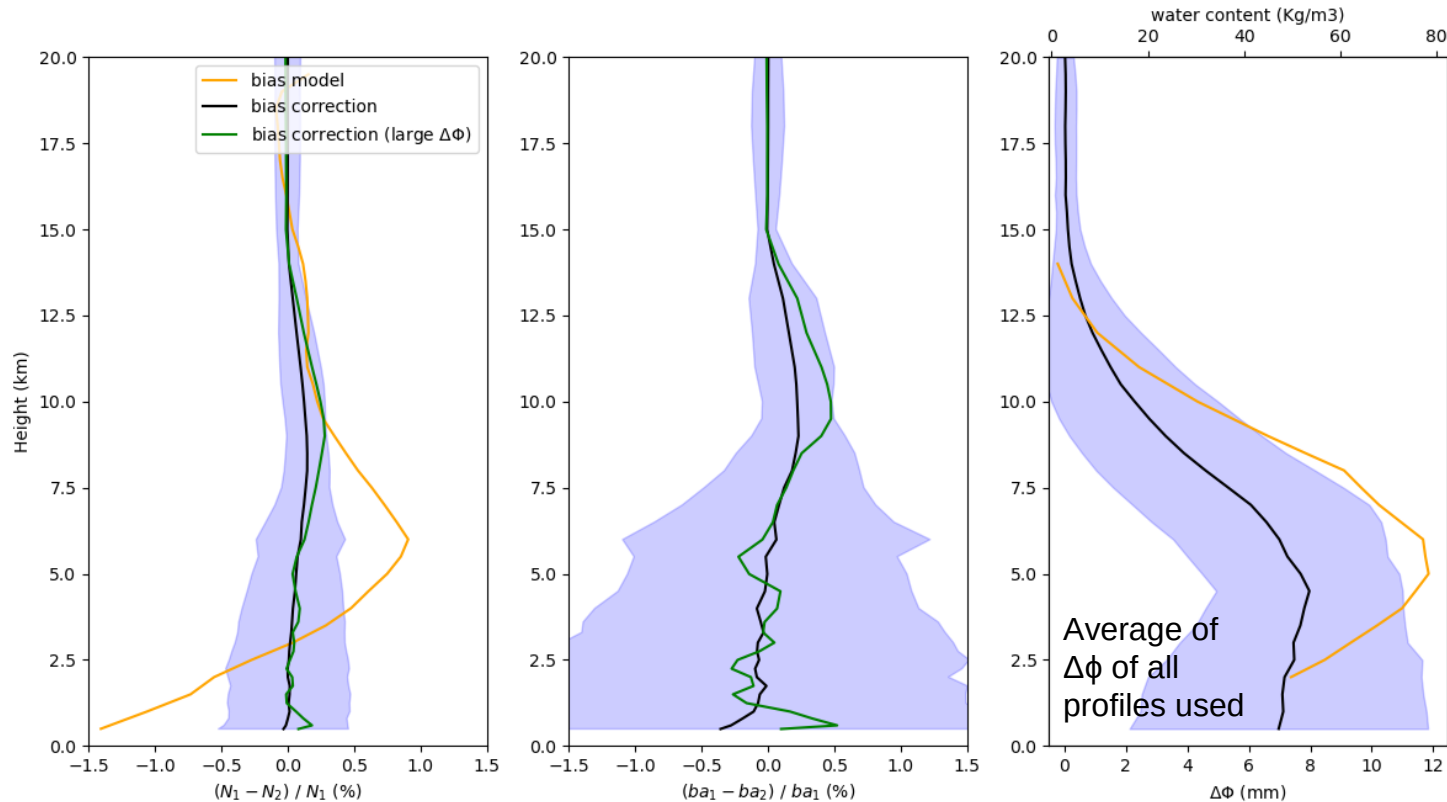 water content (Kg/m3)
0 20 40 60 80
20.0 20.0 20.0
bias model
bias correction
bias correction (large ΔΦ)
17.5 17.5 17.5
15.0 15.0 15.0
12.5 12.5 12.5
Height (km)
10.0 10.0 10.0
7.5 7.5 7.5
5.0 5.0 5.0
Average of
Δϕ of all
profiles used
2.5 2.5 2.5
0.0 0.0 0.0
−1.5 −1.0 −0.5 0.0 0.5 1.0 1.5 −1.5 −1.0 −0.5 0.0 0.5 1.0 1.5 0 2 4 6 8 10 12
(N₁ − N₂) / N₁ (%)
(ba₁ − ba₂) / ba₁ (%)
ΔΦ (mm)